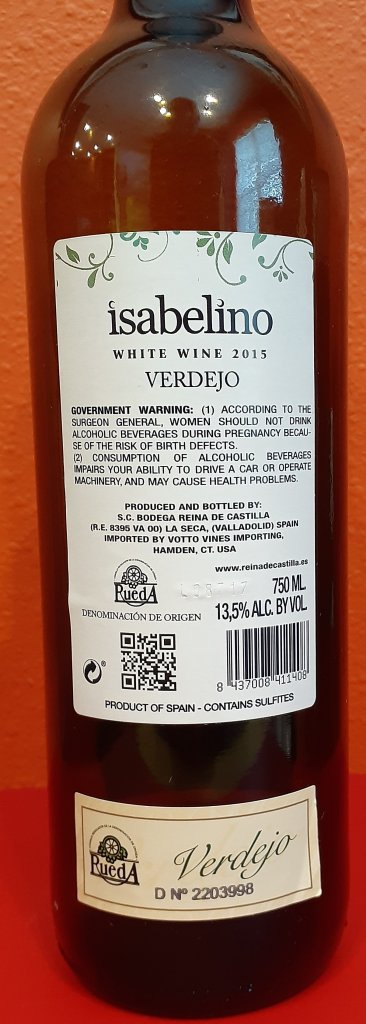 isabelino
WHITE WINE 2015
VERDEJO
GOVERNMENT WARNING: (1) ACCORDING TO THE
SURGEON GENERAL, WOMEN SHOULD NOT DRINK
ALCOHOLIC BEVERAGES DURING PREGNANCY BECAU-
SE OF THE RISK OF BIRTH DEFECTS.
(2) CONSUMPTION OF ALCOHOLIC BEVERAGES
IMPAIRS YOUR ABILITY TO DRIVE A CAR OR OPERATE
MACHINERY, AND MAY CAUSE HEALTH PROBLEMS.
PRODUCED AND BOTTLED BY:
S.C. BODEGA REINA DE CASTILLA
(R.E. 8395 VA 00) LA SECA, (VALLADOLID) SPAIN
IMPORTED BY VOTTO VINES IMPORTING,
HAMDEN, CT. USA
www.reinadecastilla.es
RuedA
DENOMINACIÓN DE ORIGEN
750 ML.
13,5% ALC. BY VOL.
8 437008 411408
PRODUCT OF SPAIN - CONTAINS SULFITES
RuedA
Verdejo
D Nº 2203998